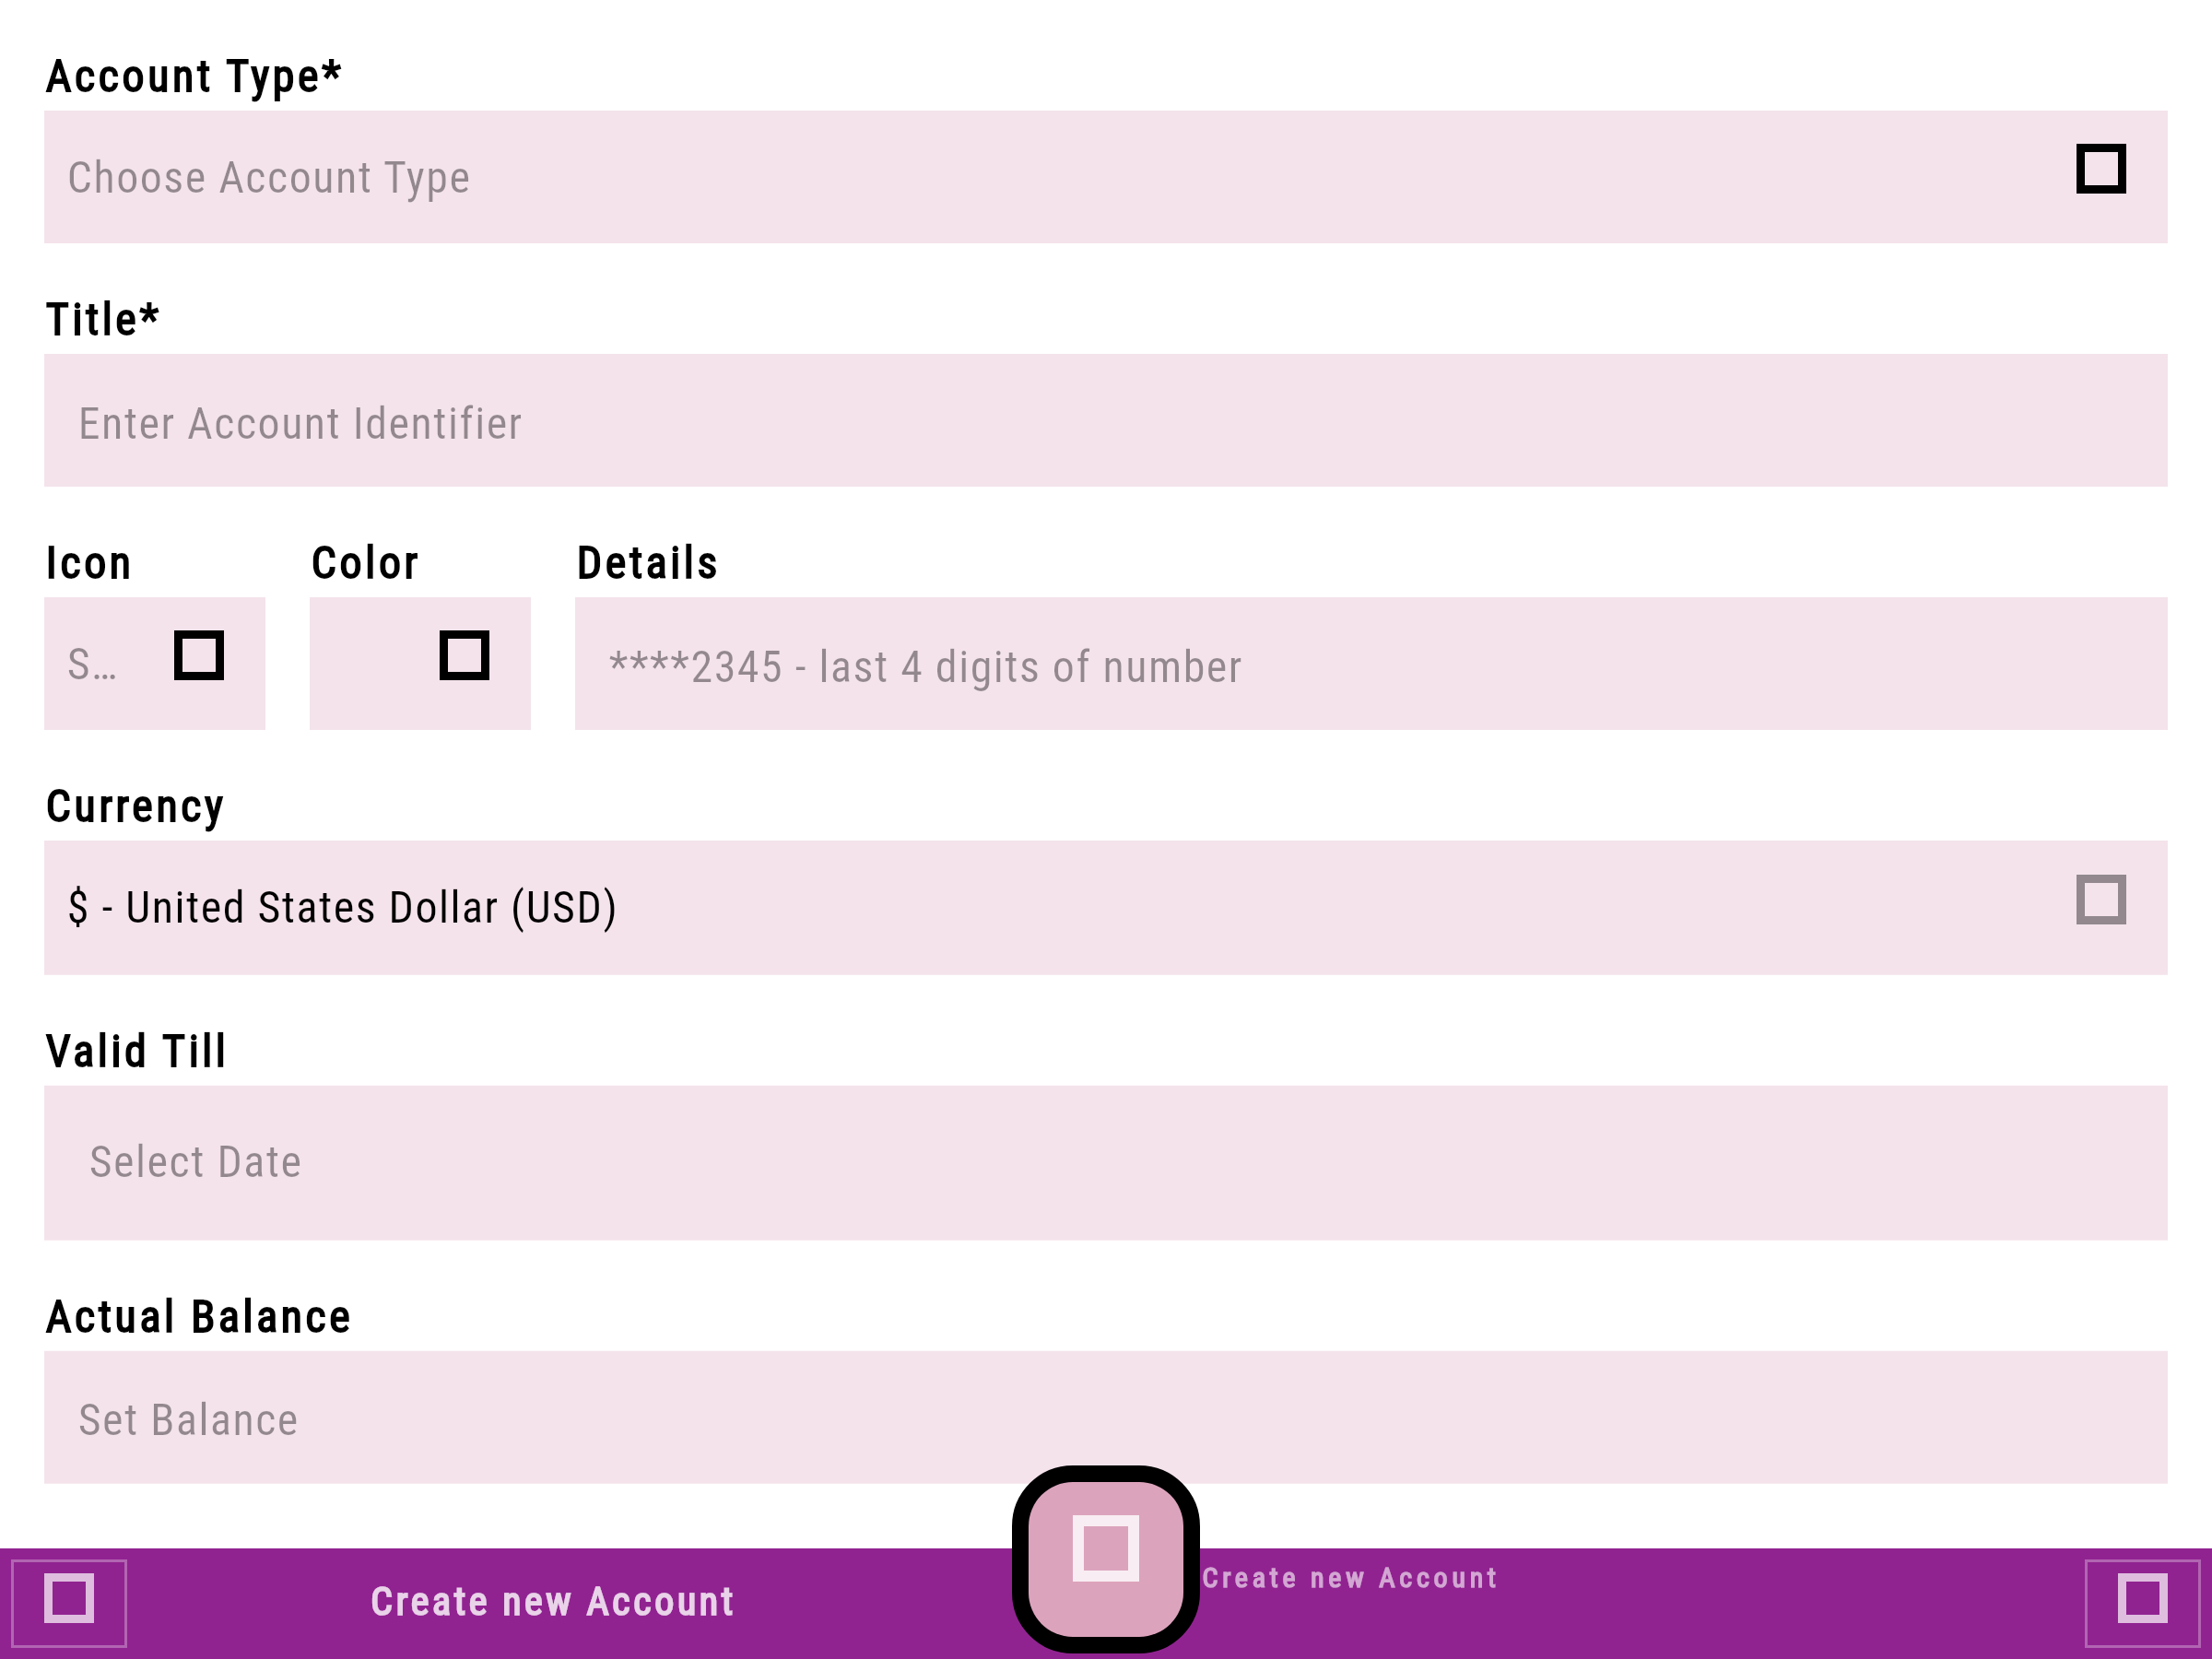 Account Type*
Choose Account Type
Title*
Enter Account Identifier
Icon
Color
Details
S…
****2345 - last 4 digits of number
Currency
$ - United States Dollar (USD)
Valid Till
Select Date
Actual Balance
Set Balance
Create new Account
Create new Account